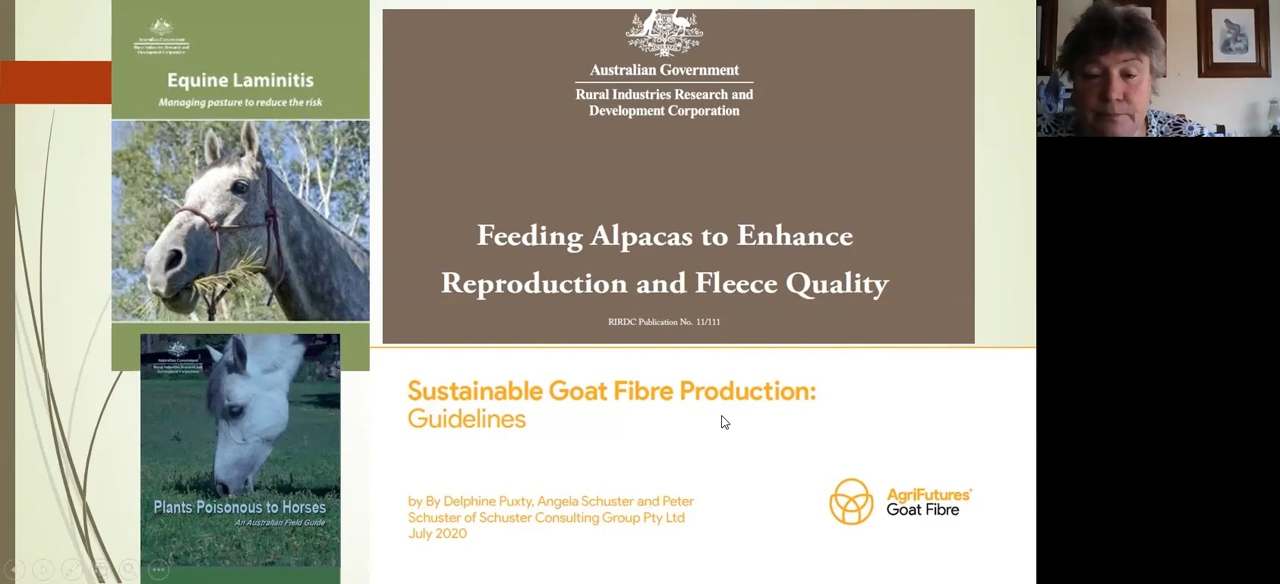 Equine Laminitis
Managing pasture to reduce the risk
Australian Government
Rural Industries Research and
Development Corporation
Feeding Alpacas to Enhance
Reproduction and Fleece Quality
RIRDC Publication No. 11/111
Plants Poisonous to Horses
An Australian Field Guide
Sustainable Goat Fibre Production:
Guidelines
by By Delphine Puxty, Angela Schuster and Peter
Schuster of Schuster Consulting Group Pty Ltd
July 2020
AgriFutures®
Goat Fibre